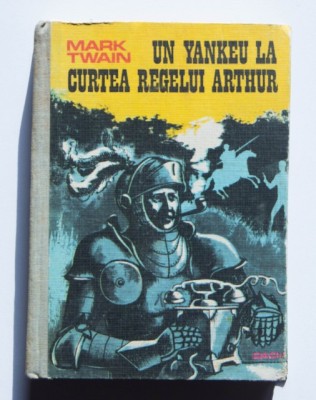 MARK
TWAIN
UN YANKEU LA
CURTEA REGELUI ARTHUR